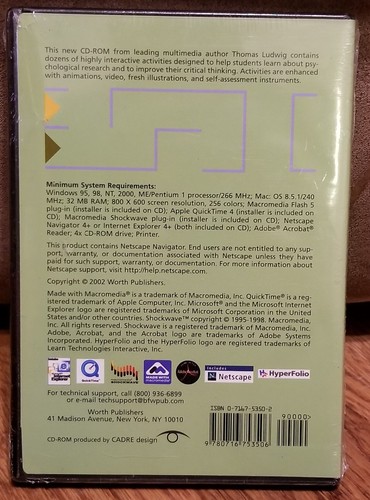 This new CD-ROM from leading multimedia author Thomas Ludwig contains
dozens of highly interactive activities designed to help students learn about psy-
chological research and to improve their critical thinking. Activities are enhanced
with animations, video, fresh illustrations, and self-assessment instruments.
Minimum System Requirements:
Windows 95, 98, NT, 2000, ME/Pentium 1 processor/266 MHz; Mac: OS 8.5.1/240
MHz; 32 MB RAM; 800 X 600 screen resolution, 256 colors; Macromedia Flash 5
plug-in (installer is included on CD); Apple QuickTime 4 (installer is included on
CD); Macromedia Shockwave plug-in (installer is included on CD); Netscape
Navigator 4+ or Internet Explorer 4+ (both included on CD); Adobe® Acrobat®
Reader; 4x CD-ROM drive; Printer.
This product contains Netscape Navigator. End users are not entitled to any sup-
port, warranty, or documentation associated with Netscape unless they have
paid for such support, warranty, or documentation. For more information about
Netscape support, visit http://help.netscape.com.
Copyright © 2002 Worth Publishers.
Made with Macromedia® is a trademark of Macromedia, Inc. QuickTime® is a reg-
istered trademark of Apple Computer, Inc. Microsoft® and the Microsoft Internet
Explorer logo are registered trademarks of Microsoft Corporation in the United
States and/or other countries. Shockwave™ copyright © 1995-1998. Macromedia,
Inc. All rights reserved. Shockwave is a registered trademark of Macromedia, Inc.
Adobe, Acrobat, and the Acrobat logo are trademarks of Adobe Systems
Incorporated. HyperFolio and the HyperFolio logo are registered trademarks of
Learn Technologies Interactive, Inc.
QuickTime
MADE WITH
macromedia
Includes
Netscape
HyperFolio
For technical support, call (800) 936-6899
or e-mail techsupport@bfwpub.com
Worth Publishers
41 Madison Avenue, New York, NY 10010
CD-ROM produced by CADRE design
ISBN 0-7167-5350-2
90000>
9 780716 753506